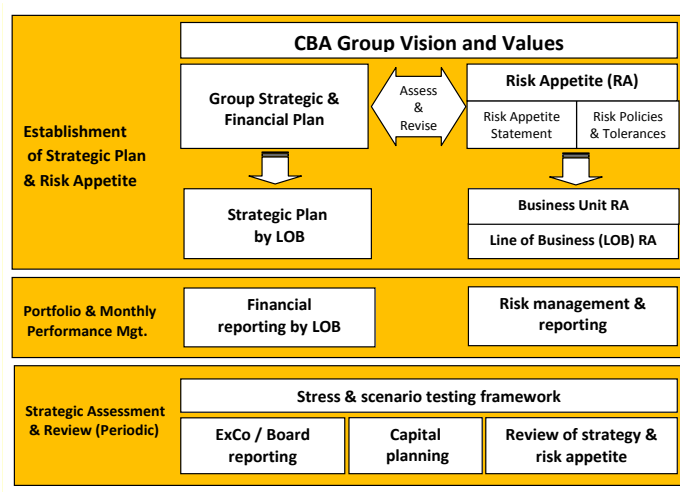 CBA Group Vision and Values
Establishment
of Strategic Plan
& Risk Appetite
Group Strategic &
Financial Plan
Assess
&
Revise
Risk Appetite (RA)
Risk Appetite
Statement
Risk Policies
& Tolerances
Strategic Plan
by LOB
Business Unit RA
Line of Business (LOB) RA
Portfolio & Monthly
Performance Mgt.
Financial
reporting by LOB
Risk management &
reporting
Strategic Assessment
& Review (Periodic)
Stress & scenario testing framework
ExCo / Board
reporting
Capital
planning
Review of strategy &
risk appetite